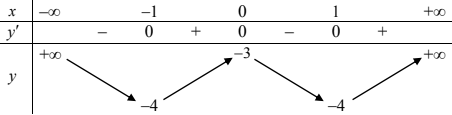 x –∞ –1 0 1 +∞
y′ – 0 + 0 – 0 +
+∞ –3 +∞
y
–4 –4